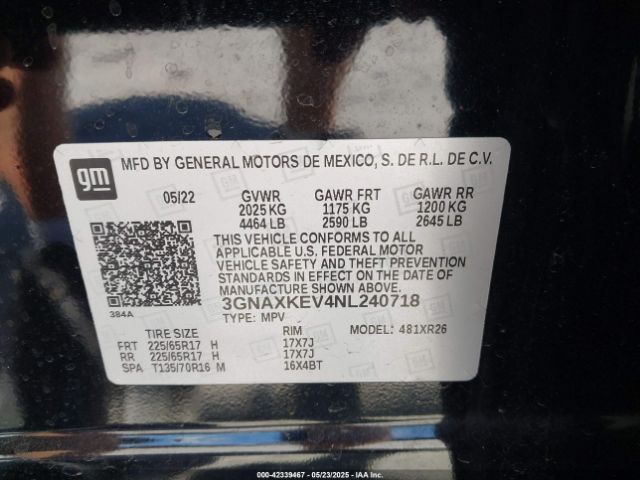 gm
MFD BY GENERAL MOTORS DE MEXICO, S. DE R.L. DE C.V.
05/22 GVWR GAWR FRT GAWR RR
2025 KG 1175 KG 1200 KG
4464 LB 2590 LB 2645 LB
THIS VEHICLE CONFORMS TO ALL
APPLICABLE U.S. FEDERAL MOTOR
VEHICLE SAFETY AND THEFT PREVENTION
STANDARDS IN EFFECT ON THE DATE OF
MANUFACTURE SHOWN ABOVE.
384A
3GNAXKEV4NL240718
TYPE: MPV
TIRE SIZE RIM MODEL: 481XR26
FRT 225/65R17 H 17X7J
RR 225/65R17 H 17X7J
SPA T135/70R16 M 16X4BT
000-42339467 - 05/23/2025 - IAAI.COM